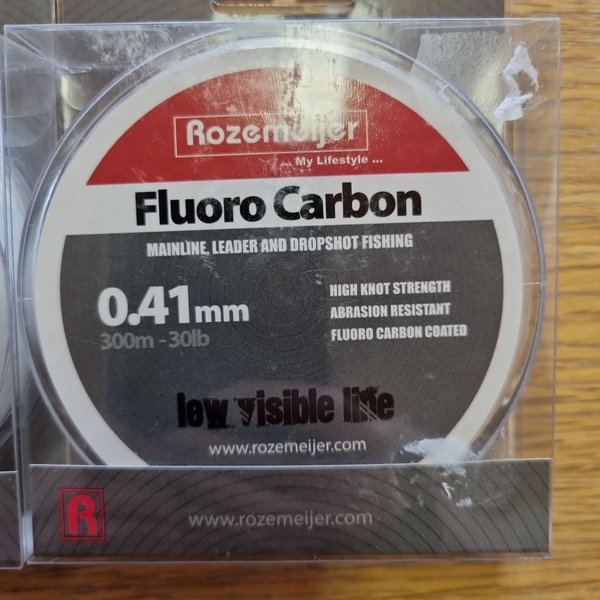 Rozemeijer
... My Lifestyle ...
Fluoro Carbon
MAINLINE, LEADER AND DROPSHOT FISHING
0.41mm
300m - 30lb
HIGH KNOT STRENGTH
ABRASION RESISTANT
FLUORO CARBON COATED
low visible line
www.rozemeijer.com
R
www.rozemeijer.com